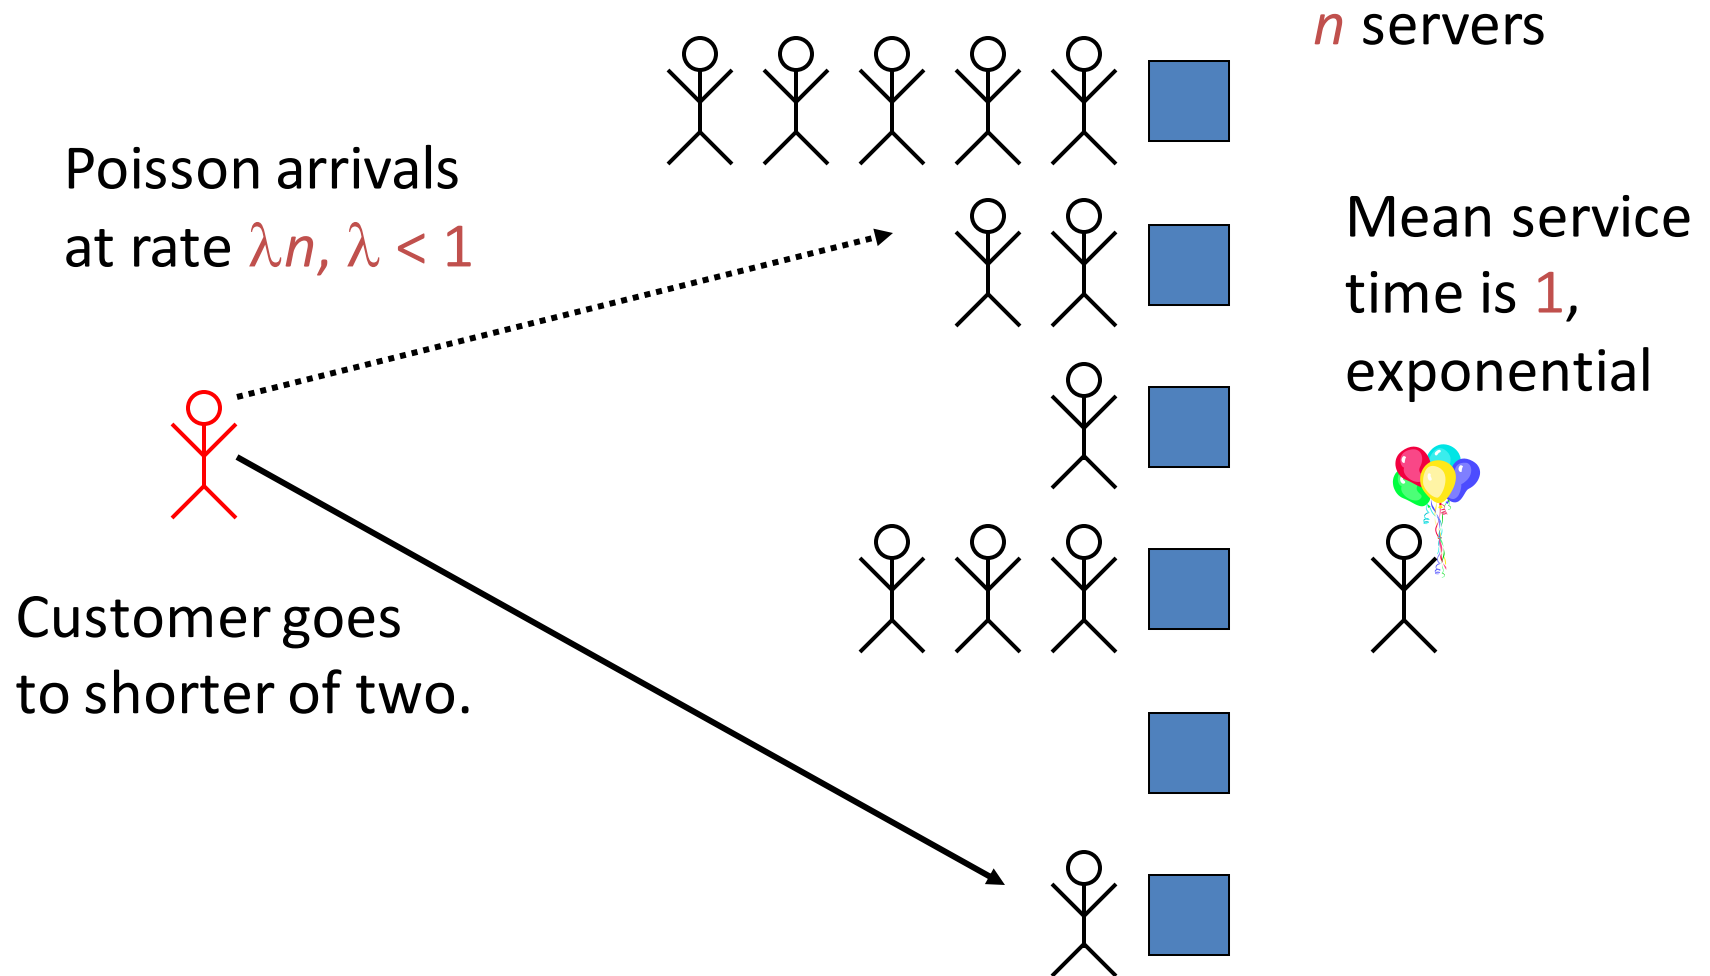 n servers
Poisson arrivals
at rate λn, λ < 1
Mean service
time is 1,
exponential
Customer goes
to shorter of two.